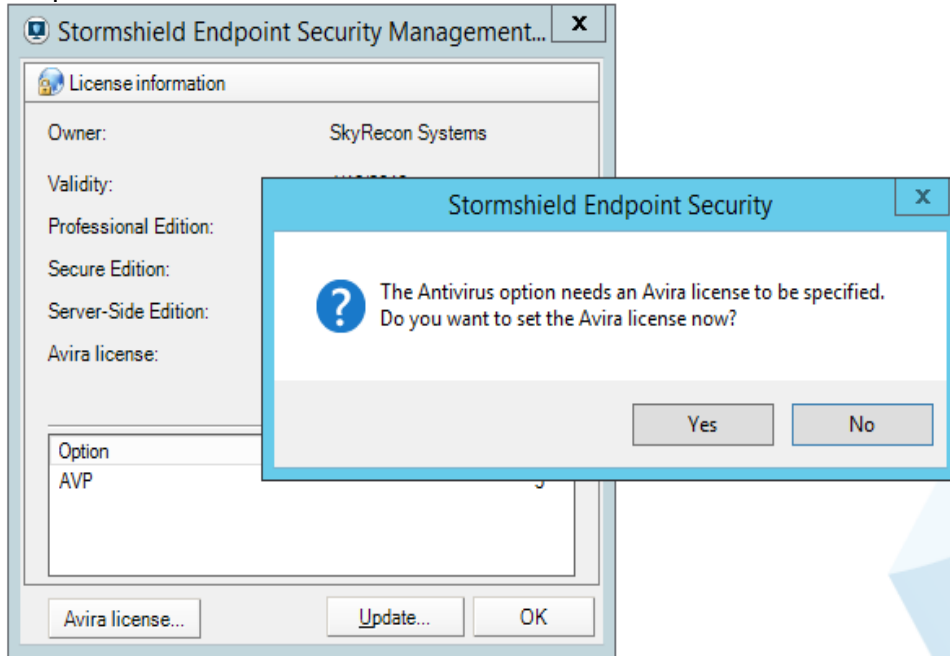 Stormshield Endpoint Security Management...
x
License information
Owner:
SkyRecon Systems
Validity:
Professional Edition:
Secure Edition:
Server-Side Edition:
Avira license:
Stormshield Endpoint Security
x
The Antivirus option needs an Avira license to be specified.
Do you want to set the Avira license now?
Yes
No
Option
AVP
Avira license...
Update...
OK